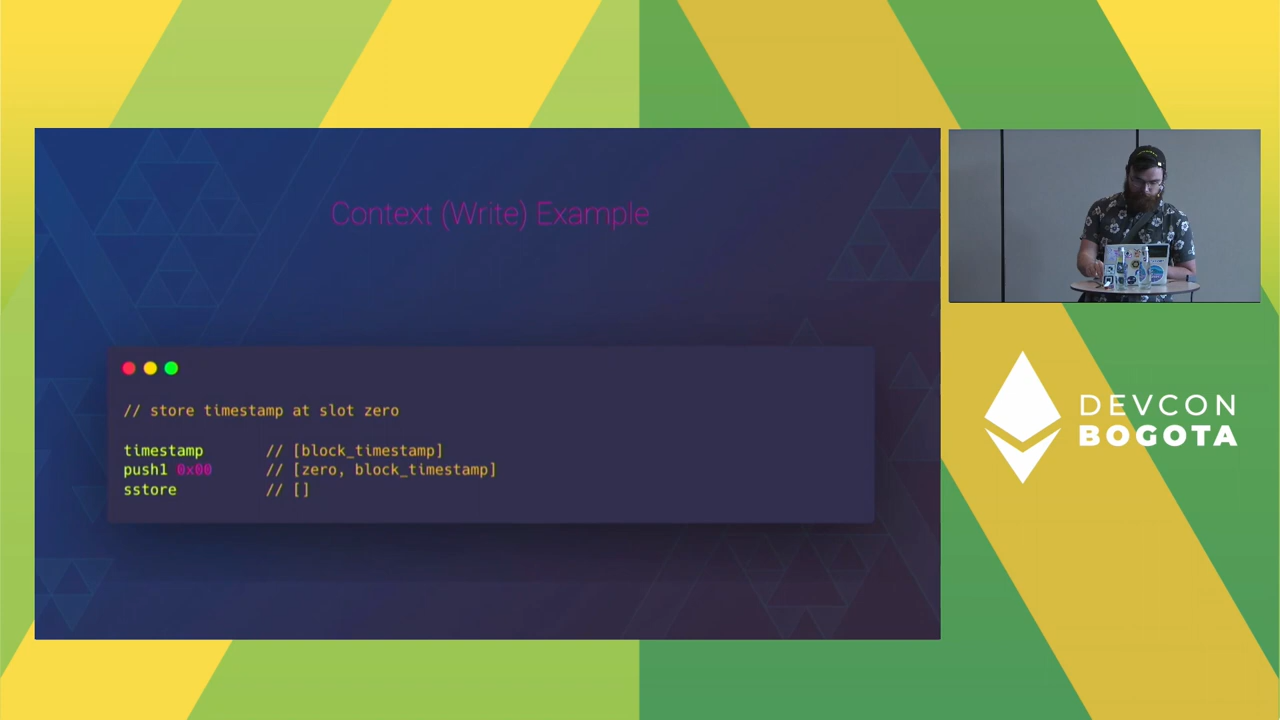 Context (Write) Example
// store timestamp at slot zero
timestamp // [block_timestamp]
push1 0x00 // [zero, block_timestamp]
sstore // []
DEVCON
BOGOTA